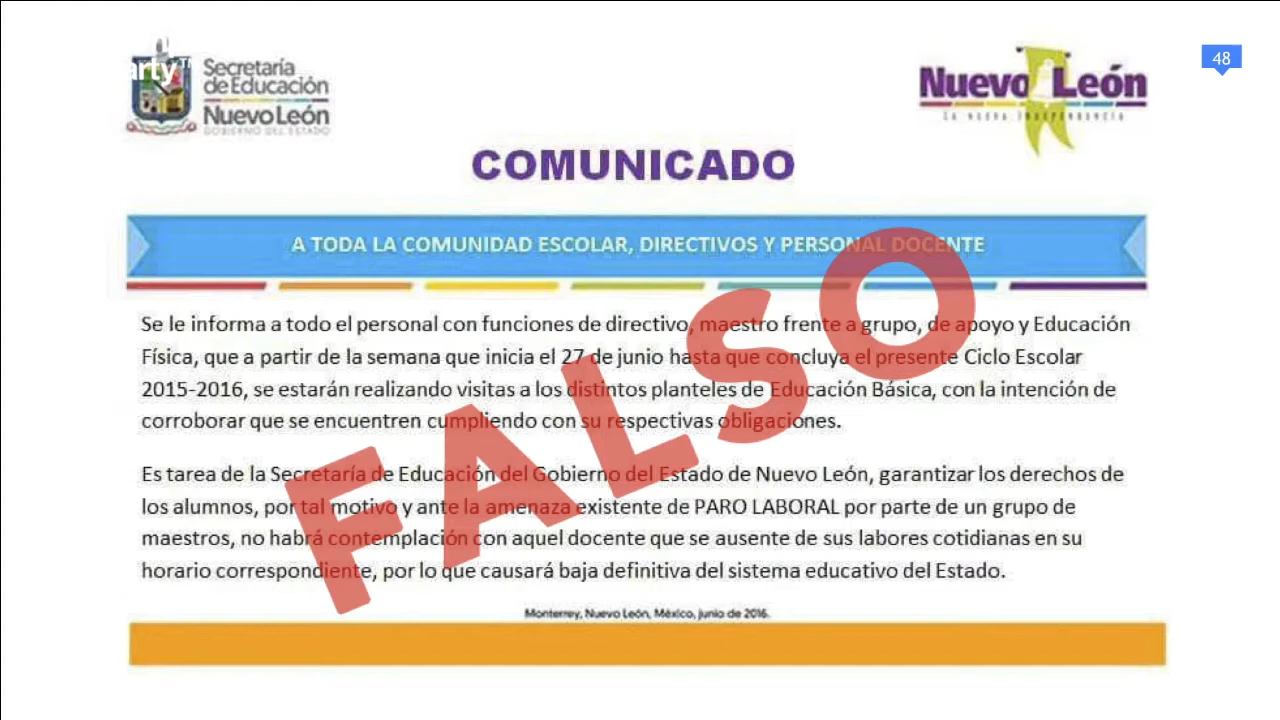 48
arty
Secretaría
de Educación
Nuevo León
GOBIERNO DEL ESTADO
Nuevo León
La nueva Independencia
COMUNICADO
A TODA LA COMUNIDAD ESCOLAR, DIRECTIVOS Y PERSONAL DOCENTE
Se le informa a todo el personal con funciones de directivo, maestro frente a grupo, de apoyo y Educación
Física, que a partir de la semana que inicia el 27 de junio hasta que concluya el presente Ciclo Escolar
2015-2016, se estarán realizando visitas a los distintos planteles de Educación Básica, con la intención de
corroborar que se encuentren cumpliendo con su respectivas obligaciones.
Es tarea de la Secretaría de Educación del Gobierno del Estado de Nuevo León, garantizar los derechos de
los alumnos, por tal motivo y ante la amenaza existente de PARO LABORAL por parte de un grupo de
maestros, no habrá contemplación con aquel docente que se ausente de sus labores cotidianas en su
horario correspondiente, por lo que causará baja definitiva del sistema educativo del Estado.
FALSO
Monterrey, Nuevo León, México, junio de 2016.